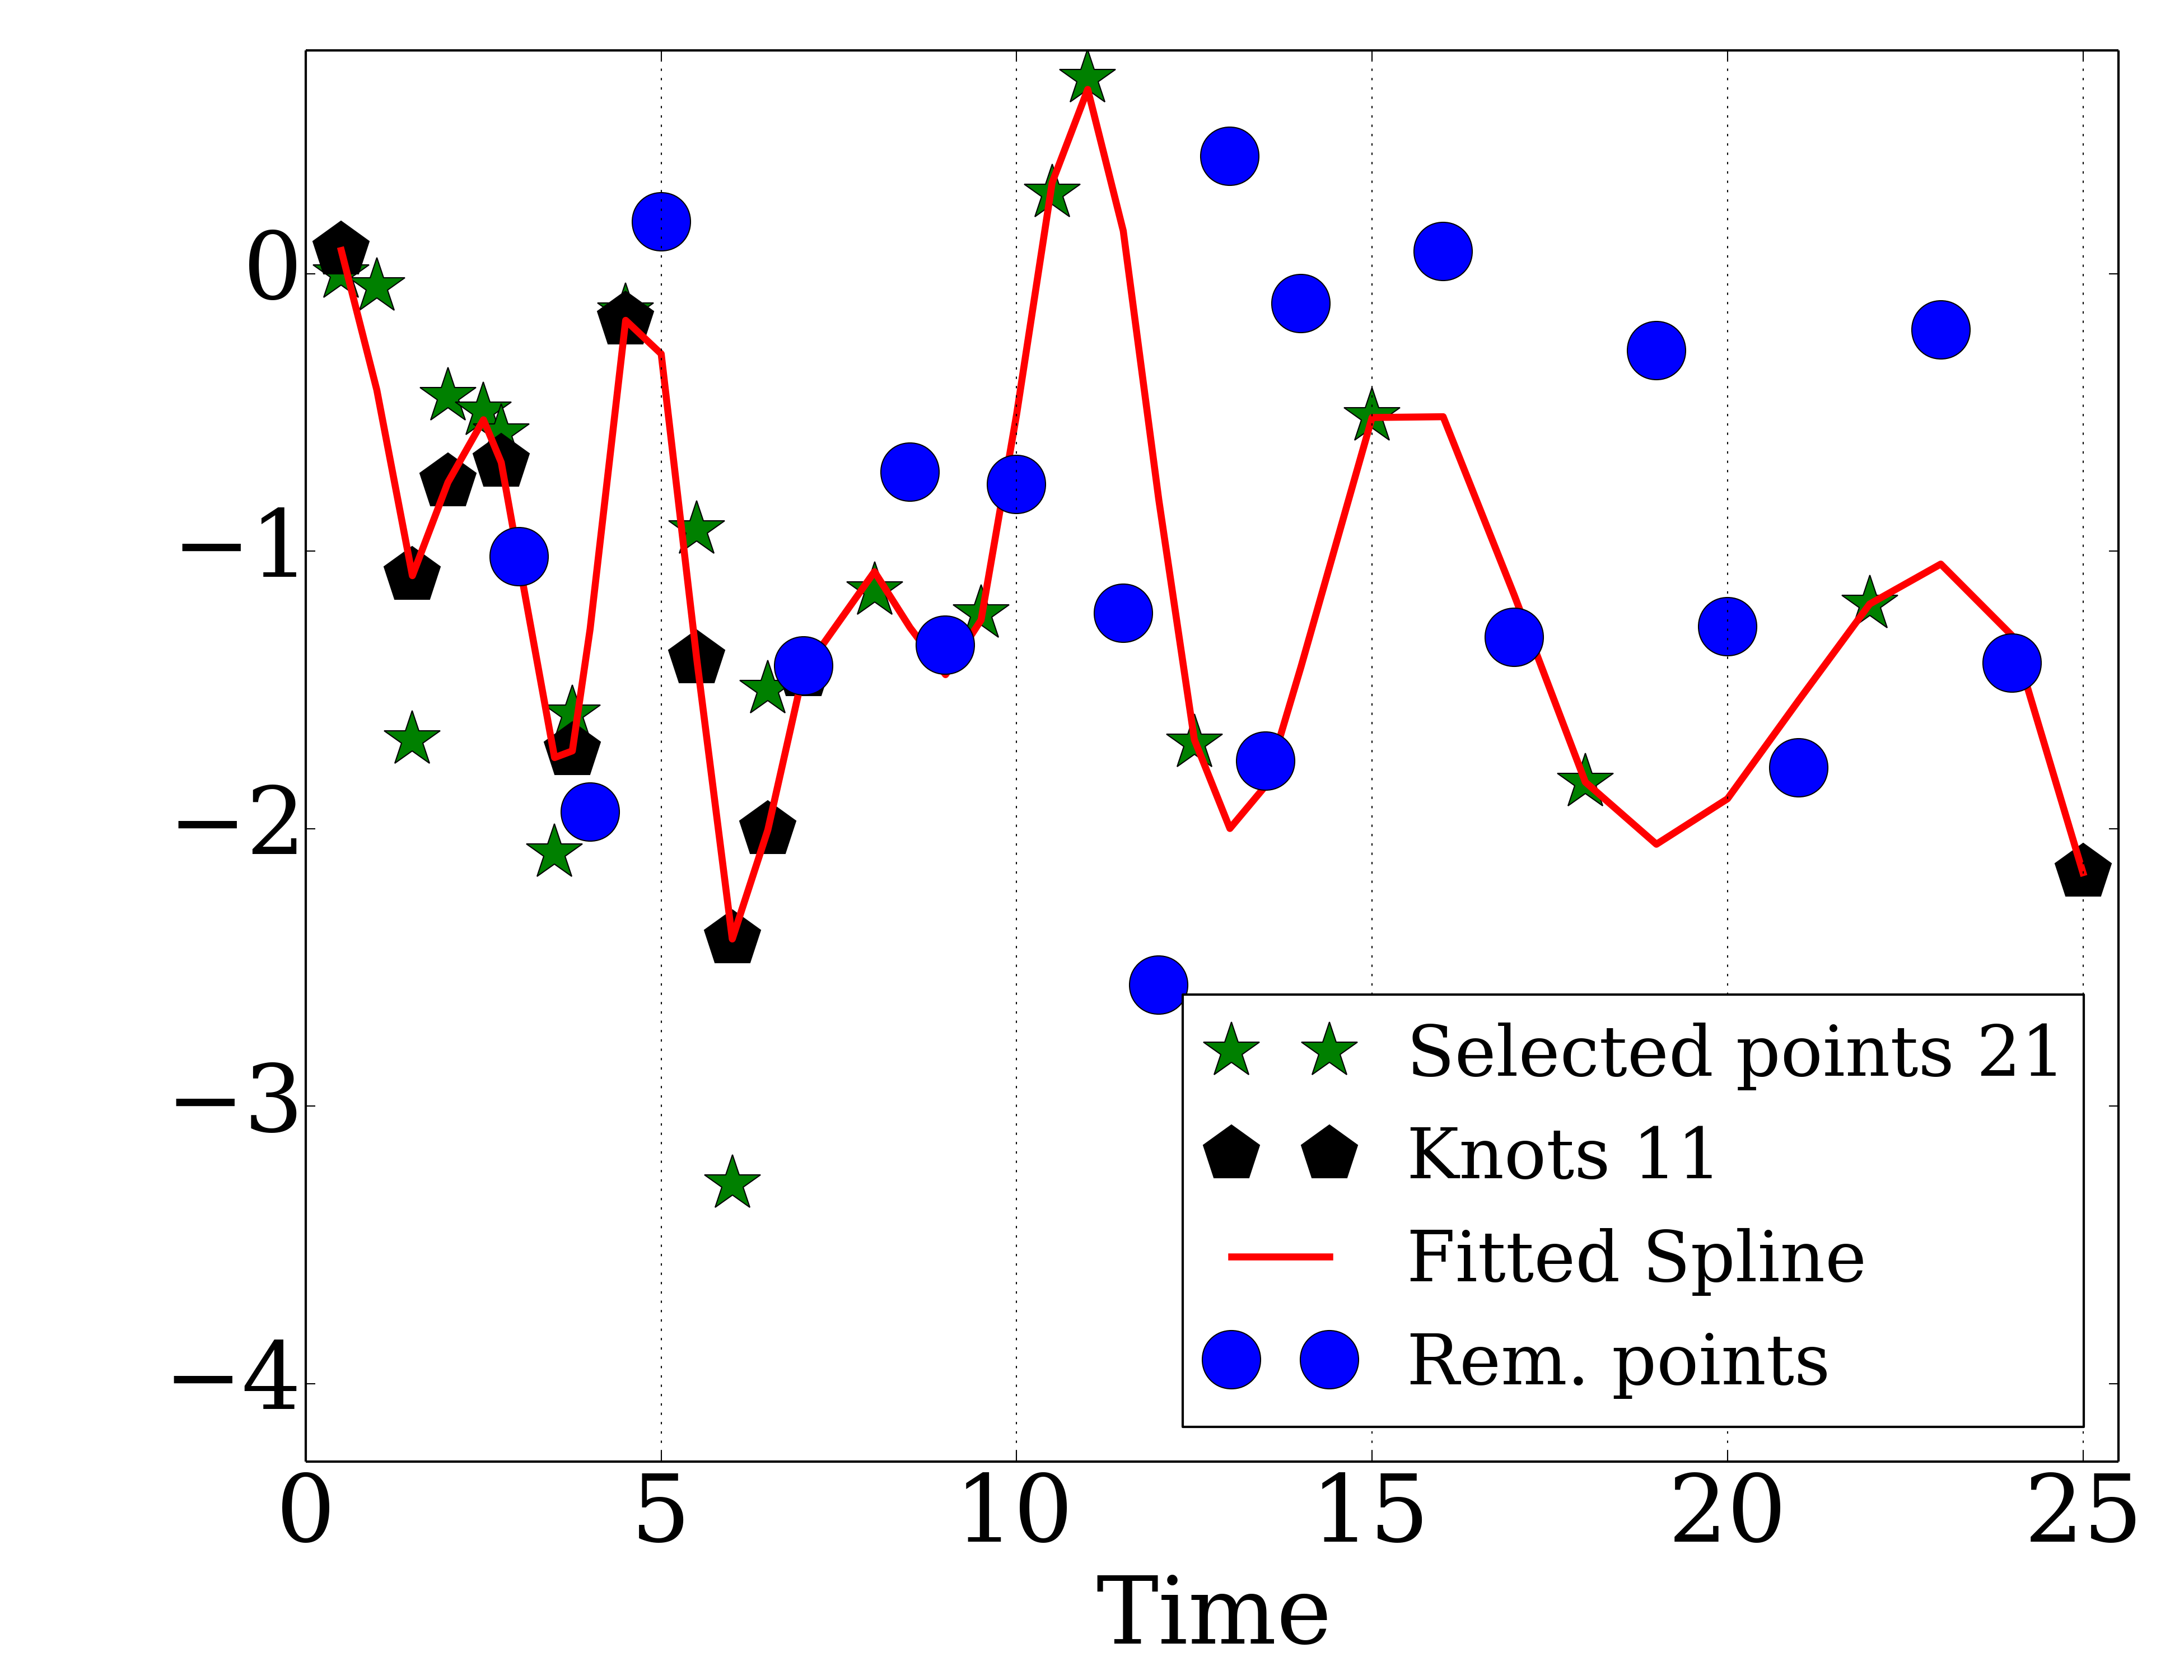 0
−1
−2
−3
−4
Selected points 21
Knots 11
Fitted Spline
Rem. points
0 5 10 15 20 25
Time